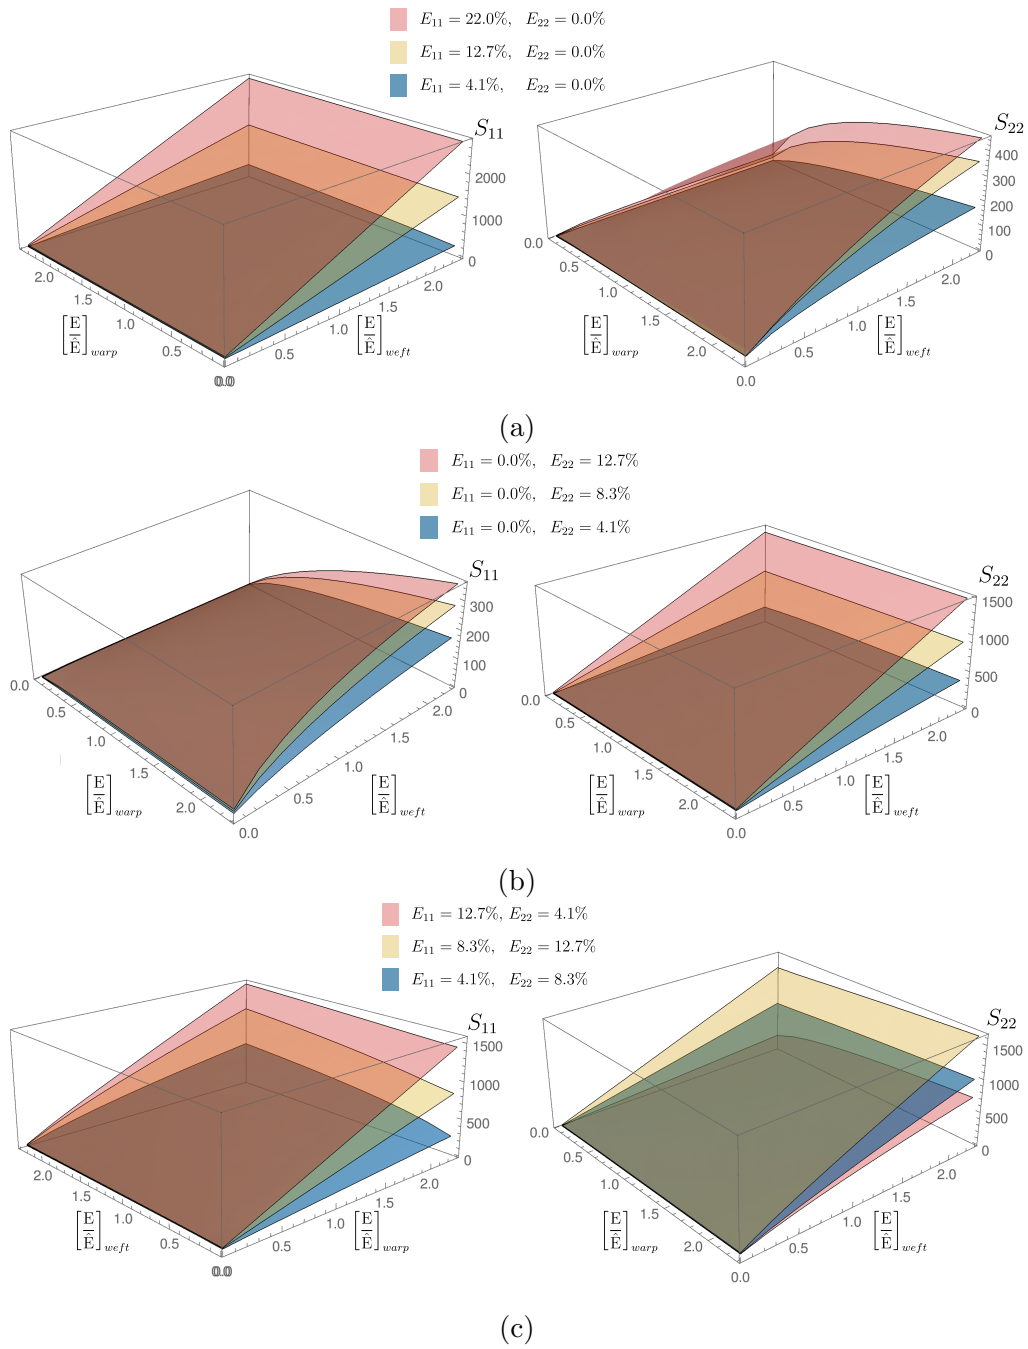 E₁₁ = 22.0%, E₂₂ = 0.0%
E₁₁ = 12.7%, E₂₂ = 0.0%
E₁₁ = 4.1%, E₂₂ = 0.0%
S₁₁
2000
1000
0
2.0
1.5
1.0
0.5
0.0
0.0
0.5
1.0
1.5
2.0
[E/Ê]warp
[E/Ê]weft
S₂₂
400
300
200
100
0
0.0
0.5
1.0
1.5
2.0
0.0
0.5
1.0
1.5
2.0
[E/Ê]warp
[E/Ê]weft
(a)
E₁₁ = 0.0%, E₂₂ = 12.7%
E₁₁ = 0.0%, E₂₂ = 8.3%
E₁₁ = 0.0%, E₂₂ = 4.1%
S₁₁
300
200
100
0
0.0
0.5
1.0
1.5
2.0
0.0
0.5
1.0
1.5
2.0
[E/Ê]warp
[E/Ê]weft
S₂₂
1500
1000
500
0
0.0
0.5
1.0
1.5
2.0
0.0
0.5
1.0
1.5
2.0
[E/Ê]warp
[E/Ê]weft
(b)
E₁₁ = 12.7%, E₂₂ = 4.1%
E₁₁ = 8.3%, E₂₂ = 12.7%
E₁₁ = 4.1%, E₂₂ = 8.3%
S₁₁
1500
1000
500
0
2.0
1.5
1.0
0.5
0.0
0.0
0.5
1.0
1.5
2.0
[E/Ê]weft
[E/Ê]warp
S₂₂
1500
1000
500
0
0.0
0.5
1.0
1.5
2.0
0.0
0.5
1.0
1.5
2.0
[E/Ê]warp
[E/Ê]weft
(c)